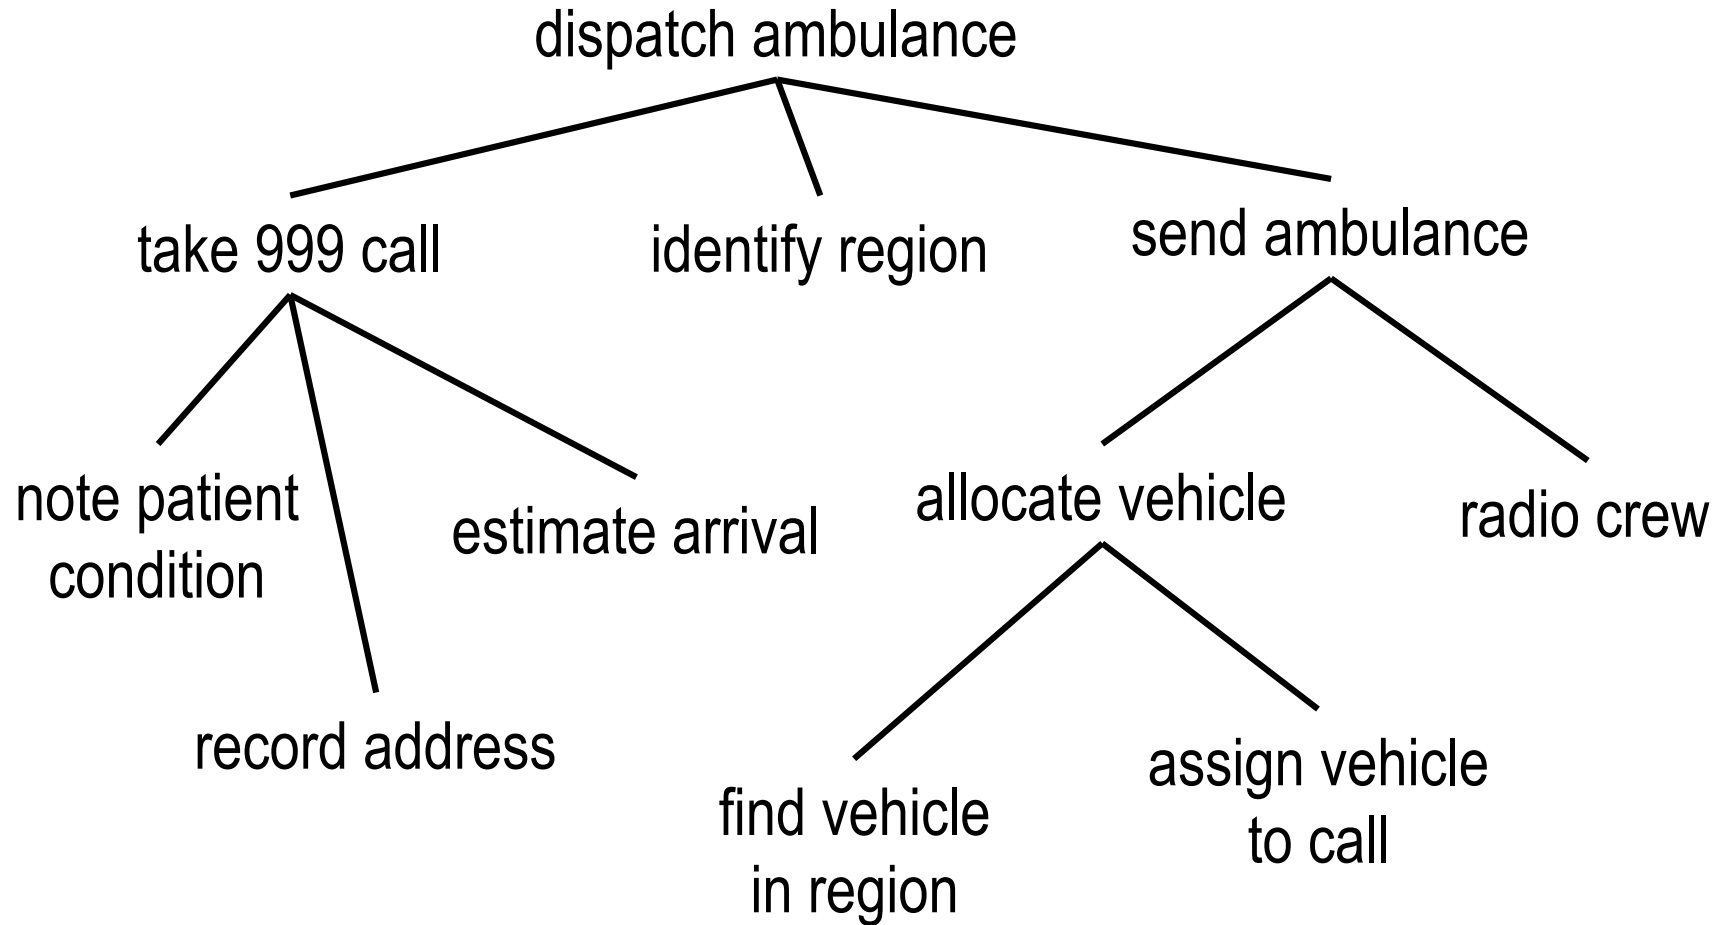 dispatch ambulance
take 999 call
identify region
send ambulance
note patient
condition
estimate arrival
allocate vehicle
radio crew
record address
find vehicle
in region
assign vehicle
to call